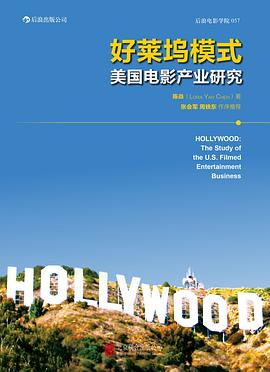 后浪出版公司
后浪电影学院 057
好莱坞模式
美国电影产业研究
陈焱（LORA YAN CHEN）著
张会军 周铁东 作序推荐
HOLLYWOOD:
The Study of
the U.S. Filmed
Entertainment
Business
HOLLYWOOD